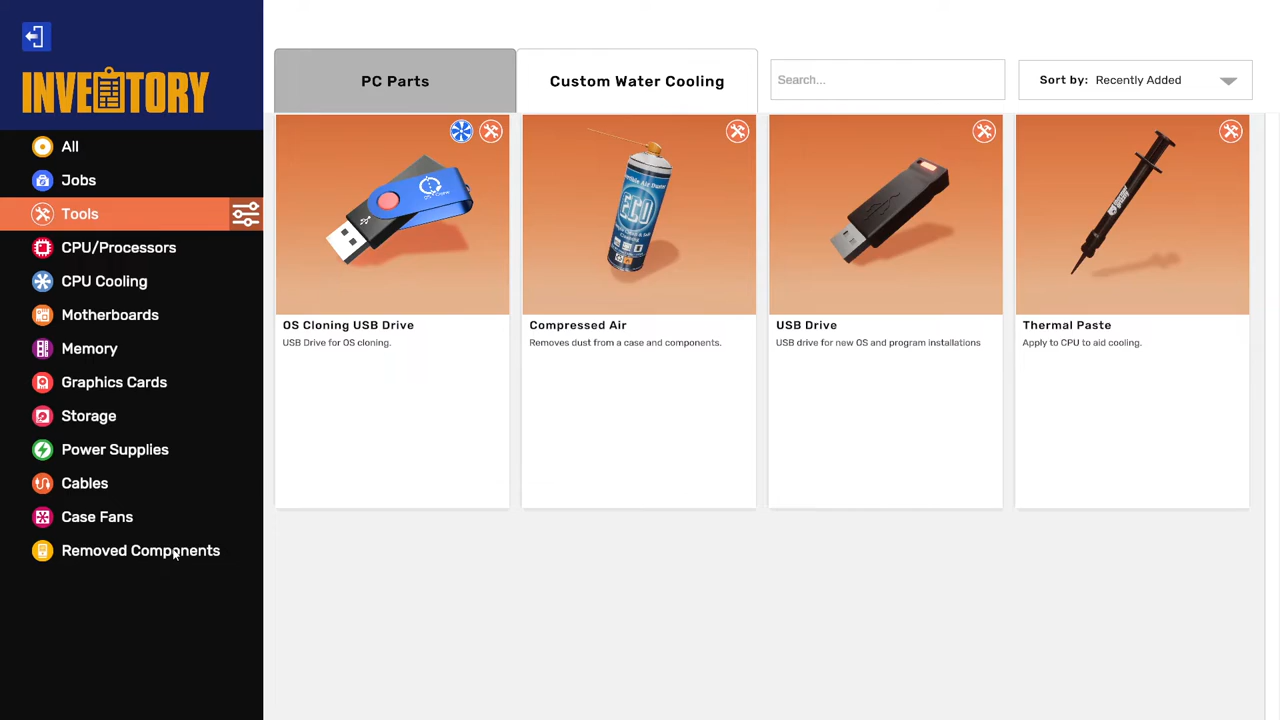 INVENTORY
PC Parts
Custom Water Cooling
Search...
Sort by: Recently Added
All
Jobs
Tools
CPU/Processors
CPU Cooling
Motherboards
Memory
Graphics Cards
Storage
Power Supplies
Cables
Case Fans
Removed Components
ECO
OS Cloning USB Drive
USB Drive for OS cloning.
Compressed Air
Removes dust from a case and components.
USB Drive
USB drive for new OS and program installations
Thermal Paste
Apply to CPU to aid cooling.